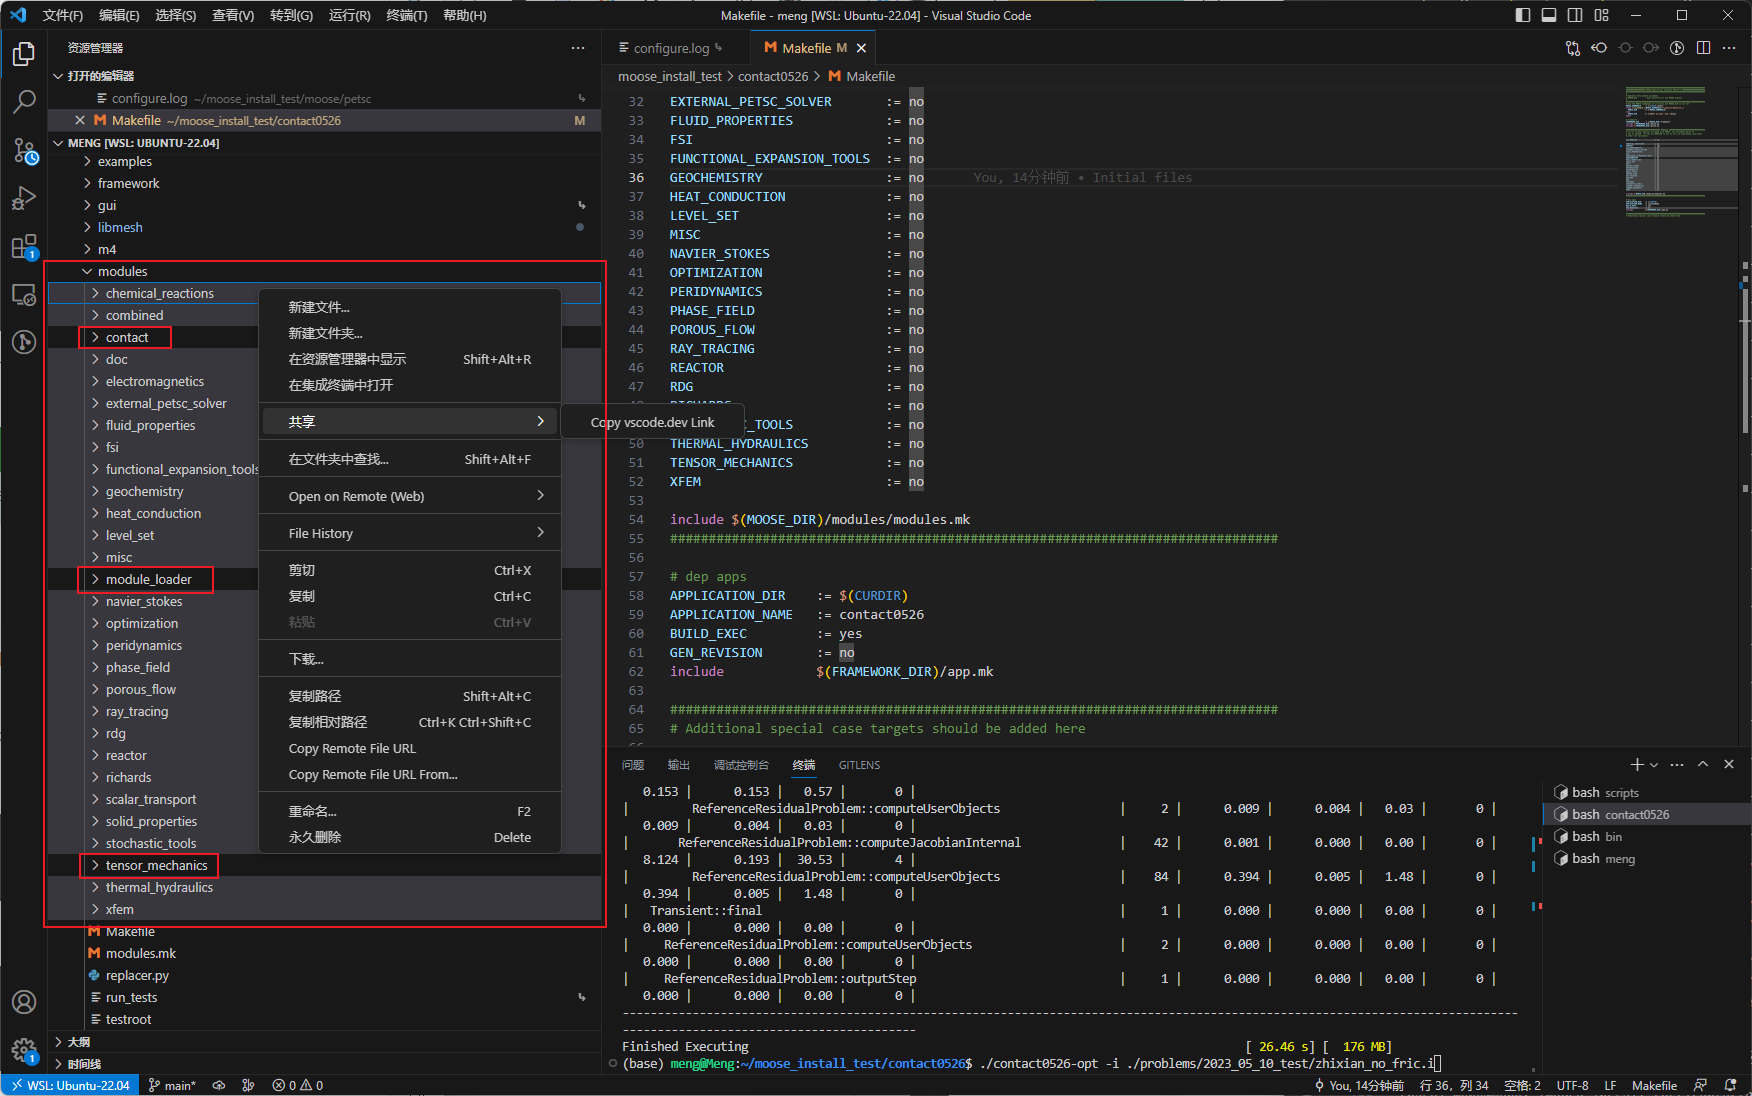 文件(F) 编辑(E) 选择(S) 查看(V) 转到(G) 运行(R) 终端(T) 帮助(H)
Makefile - meng [WSL: Ubuntu-22.04] - Visual Studio Code
资源管理器
打开的编辑器
configure.log ~/moose_install_test/moose/petsc
Makefile ~/moose_install_test/contact0526 M
MENG [WSL: UBUNTU-22.04]
examples
framework
gui
libmesh
m4
modules
chemical_reactions
combined
contact
doc
electromagnetics
external_petsc_solver
fluid_properties
fsi
functional_expansion_tools
geochemistry
heat_conduction
level_set
misc
module_loader
navier_stokes
optimization
peridynamics
phase_field
porous_flow
ray_tracing
rdg
reactor
richards
scalar_transport
solid_properties
stochastic_tools
tensor_mechanics
thermal_hydraulics
xfem
Makefile
modules.mk
replacer.py
run_tests
testroot
大纲
时间线
新建文件...
新建文件夹...
在资源管理器中显示 Shift+Alt+R
在集成终端中打开
共享
Copy vscode.dev Link
在文件夹中查找... Shift+Alt+F
Open on Remote (Web)
File History
剪切 Ctrl+X
复制 Ctrl+C
粘贴 Ctrl+V
下载...
复制路径 Shift+Alt+C
复制相对路径 Ctrl+K Ctrl+Shift+C
Copy Remote File URL
Copy Remote File URL From...
重命名... F2
永久删除 Delete
configure.log
Makefile M
moose_install_test > contact0526 > Makefile
32 EXTERNAL_PETSC_SOLVER := no
33 FLUID_PROPERTIES := no
34 FSI := no
35 FUNCTIONAL_EXPANSION_TOOLS := no
36 GEOCHEMISTRY := no You, 14分钟前 • Initial files
37 HEAT_CONDUCTION := no
38 LEVEL_SET := no
39 MISC := no
40 NAVIER_STOKES := no
41 OPTIMIZATION := no
42 PERIDYNAMICS := no
43 PHASE_FIELD := no
44 POROUS_FLOW := no
45 RAY_TRACING := no
46 REACTOR := no
47 RDG := no
:= no
_TOOLS := no
50 THERMAL_HYDRAULICS := no
51 TENSOR_MECHANICS := no
52 XFEM := no
53
54 include $(MOOSE_DIR)/modules/modules.mk
55 ###############################################################################
56
57 # dep apps
58 APPLICATION_DIR := $(CURDIR)
59 APPLICATION_NAME := contact0526
60 BUILD_EXEC := yes
61 GEN_REVISION := no
62 include $(FRAMEWORK_DIR)/app.mk
63
64 ###############################################################################
65 # Additional special case targets should be added here
问题 输出 调试控制台 终端 GITLENS
0.153 | 0.153 | 0.57 | 0 |
| ReferenceResidualProblem::computeUserObjects | 2 | 0.009 | 0.004 | 0.03 | 0 |
0.009 | 0.004 | 0.03 | 0 |
| ReferenceResidualProblem::computeJacobianInternal | 42 | 0.001 | 0.000 | 0.00 | 0 |
8.124 | 0.193 | 30.53 | 4 |
| ReferenceResidualProblem::computeUserObjects | 84 | 0.394 | 0.005 | 1.48 | 0 |
0.394 | 0.005 | 1.48 | 0 |
| Transient::final | 1 | 0.000 | 0.000 | 0.00 | 0 |
0.000 | 0.000 | 0.00 | 0 |
| ReferenceResidualProblem::computeUserObjects | 2 | 0.000 | 0.000 | 0.00 | 0 |
0.000 | 0.000 | 0.00 | 0 |
| ReferenceResidualProblem::outputStep | 1 | 0.000 | 0.000 | 0.00 | 0 |
0.000 | 0.000 | 0.00 | 0 |
Finished Executing [ 26.46 s] [ 176 MB]
(base) meng@Meng:~/moose_install_test/contact0526$ ./contact0526-opt -i ./problems/2023_05_10_test/zhixian_no_fric.i
bash scripts
bash contact0526
bash bin
bash meng
WSL: Ubuntu-22.04 main* 0 0
You, 14分钟前 行 36, 列 34 空格: 2 UTF-8 LF Makefile